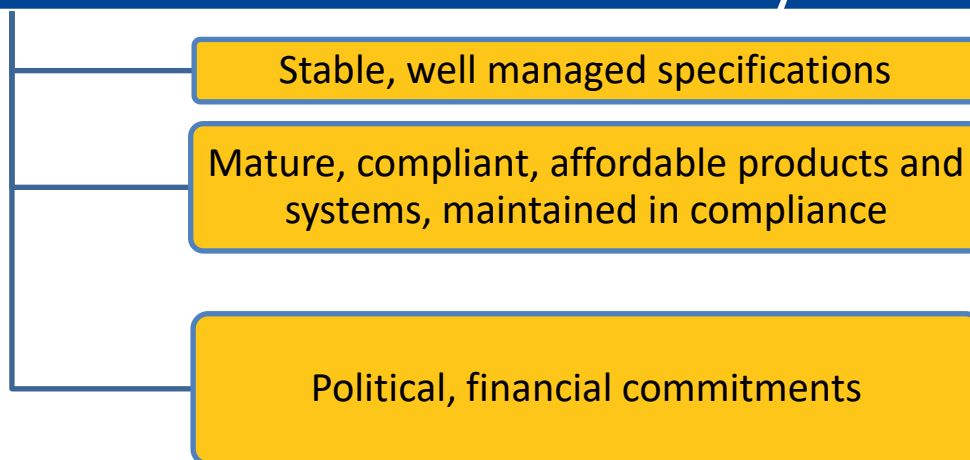 Stable, well managed specifications
Mature, compliant, affordable products and
systems, maintained in compliance
Political, financial commitments